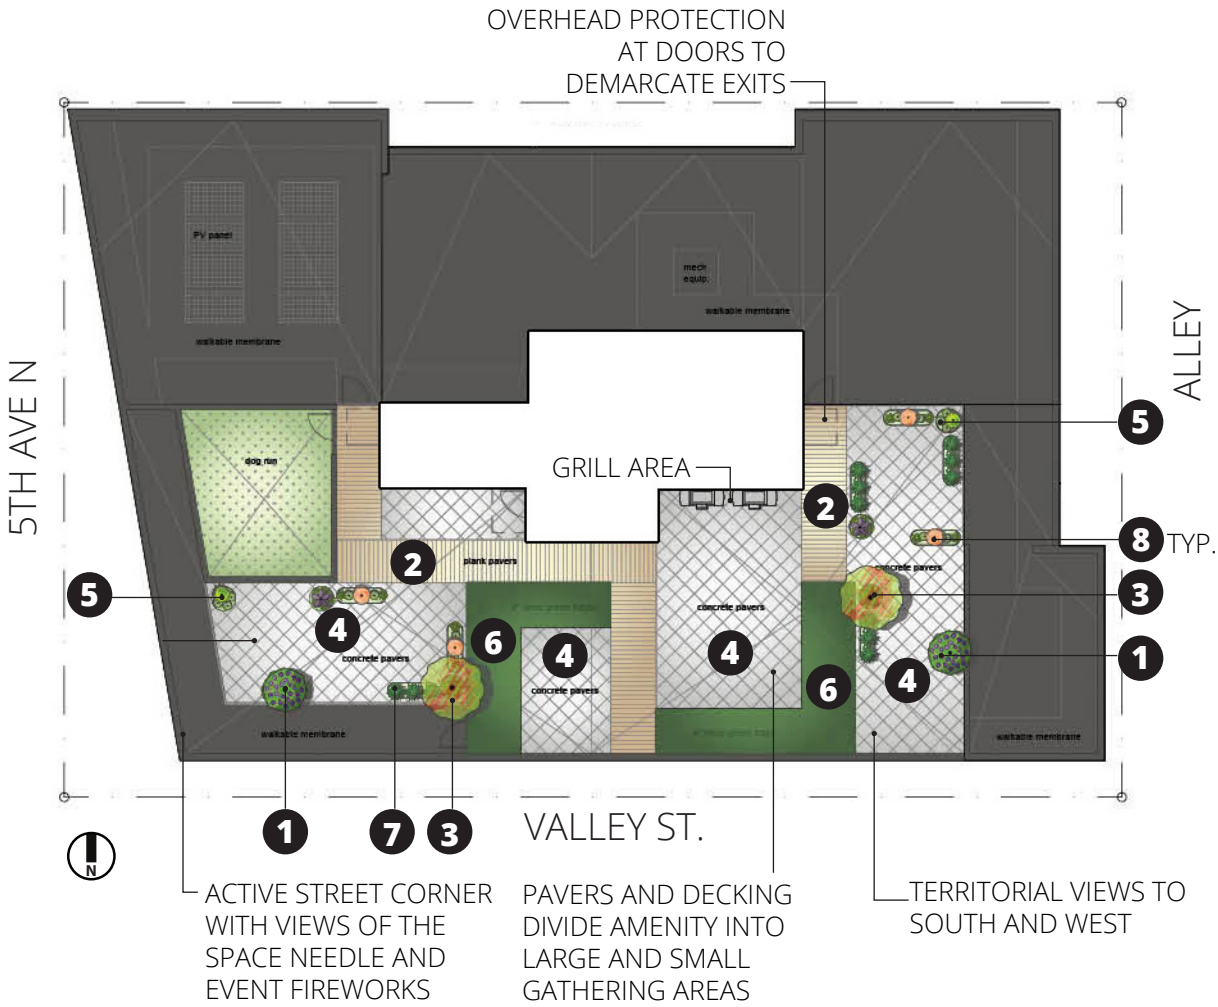 OVERHEAD PROTECTION
AT DOORS TO
DEMARCATE EXITS
PV panel
mech
equip.
walkable membrane
walkable membrane
5TH AVE N
ALLEY
dog run
GRILL AREA
5
2
2
plank pavers
8 TYP.
concrete pavers
5
3
concrete pavers
4
6
4
4
1
concrete pavers
concrete pavers
4
6
7
walkable membrane
walkable membrane
1
7
3
VALLEY ST.
N
ACTIVE STREET CORNER
WITH VIEWS OF THE
SPACE NEEDLE AND
EVENT FIREWORKS
PAVERS AND DECKING
DIVIDE AMENITY INTO
LARGE AND SMALL
GATHERING AREAS
TERRITORIAL VIEWS TO
SOUTH AND WEST